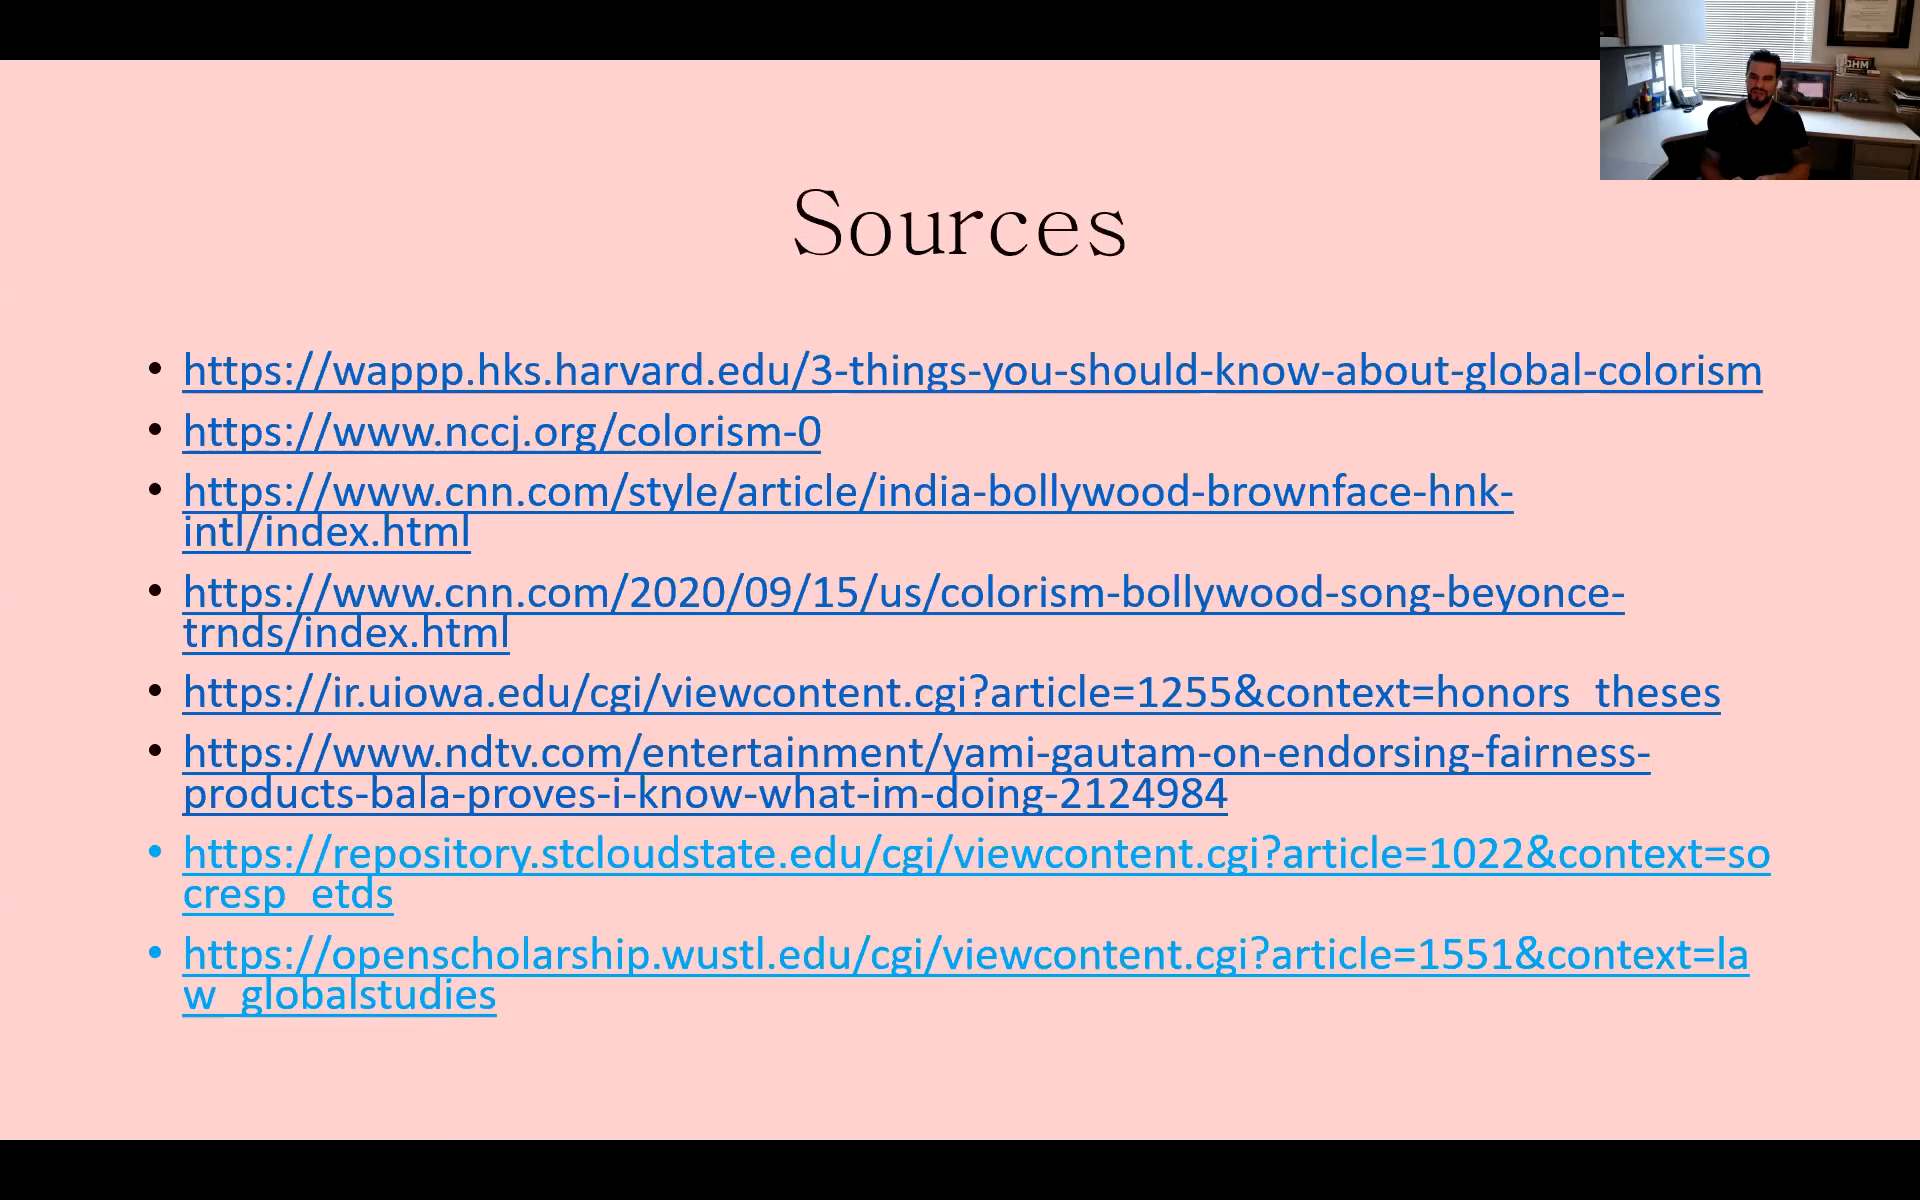 OHM
Sources
• https://wappp.hks.harvard.edu/3-things-you-should-know-about-global-colorism
• https://www.nccj.org/colorism-0
• https://www.cnn.com/style/article/india-bollywood-brownface-hnk-
intl/index.html
• https://www.cnn.com/2020/09/15/us/colorism-bollywood-song-beyonce-
trnds/index.html
• https://ir.uiowa.edu/cgi/viewcontent.cgi?article=1255&context=honors_theses
• https://www.ndtv.com/entertainment/yami-gautam-on-endorsing-fairness-
products-bala-proves-i-know-what-im-doing-2124984
• https://repository.stcloudstate.edu/cgi/viewcontent.cgi?article=1022&context=so
cresp_etds
• https://openscholarship.wustl.edu/cgi/viewcontent.cgi?article=1551&context=la
w_globalstudies